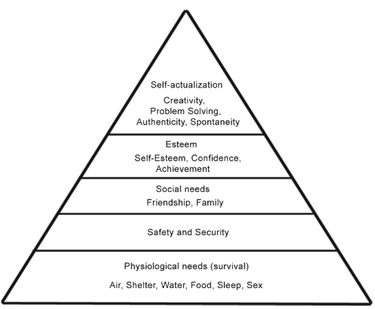 Self-actualization
Creativity,
Problem Solving,
Authenticity, Spontaneity
Esteem
Self-Esteem, Confidence,
Achievement
Social needs
Friendship, Family
Safety and Security
Physiological needs (survival)
Air, Shelter, Water, Food, Sleep, Sex